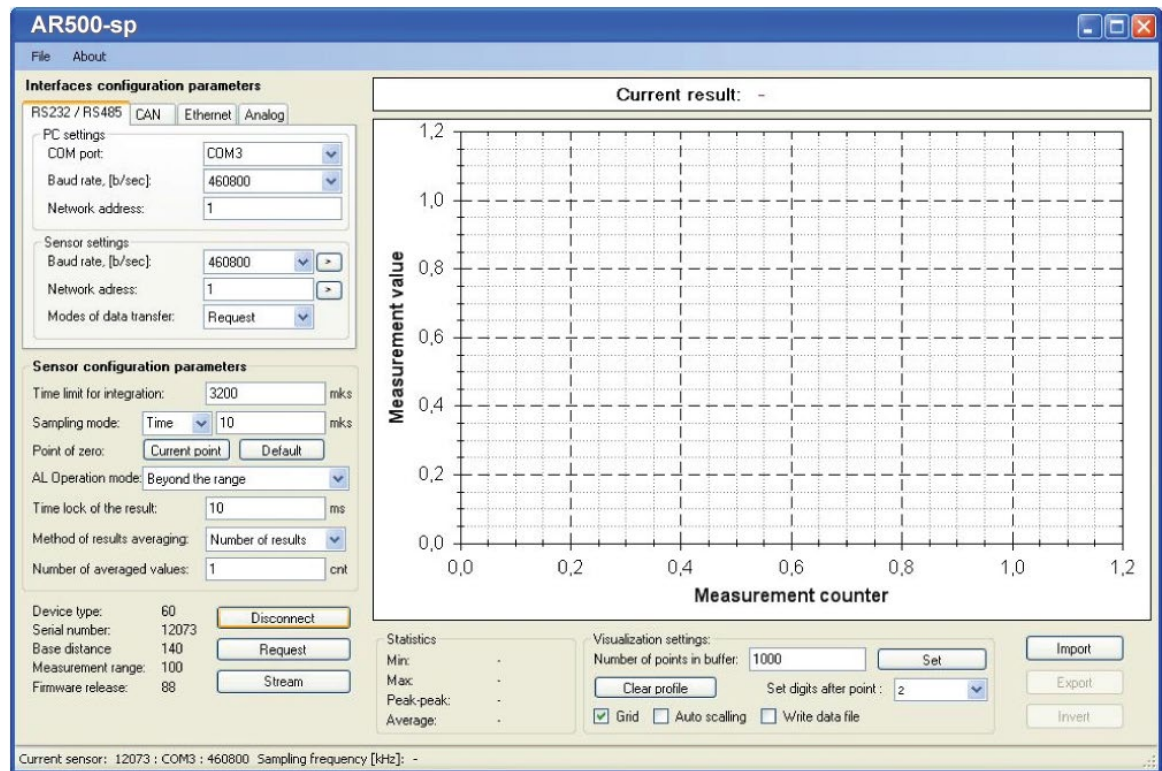 AR500-sp
File About
Interfaces configuration parameters
RS232 / RS485 CAN Ethernet Analog
PC settings
COM port: COM3
Baud rate, [b/sec]: 460800
Network address: 1
Sensor settings
Baud rate, [b/sec]: 460800 >
Network adress: 1 >
Modes of data transfer: Request
Sensor configuration parameters
Time limit for integration: 3200 mks
Sampling mode: Time 10 mks
Point of zero: Current point Default
AL Operation mode: Beyond the range
Time lock of the result: 10 ms
Method of results averaging: Number of results
Number of averaged values: 1 cnt
Device type: 60
Serial number: 12073
Base distance 140
Measurement range: 100
Firmware release: 88
Disconnect
Request
Stream
Current result: -
Measurement value
1,2
1,0
0,8
0,6
0,4
0,2
0,0
0,0 0,2 0,4 0,6 0,8 1,0 1,2
Measurement counter
Statistics
Min: -
Max: -
Peak-peak: -
Average: -
Visualization settings:
Number of points in buffer: 1000 Set
Clear profile Set digits after point : 2
Grid Auto scalling Write data file
Import
Export
Invert
Current sensor: 12073 : COM3 : 460800 Sampling frequency [kHz]: -